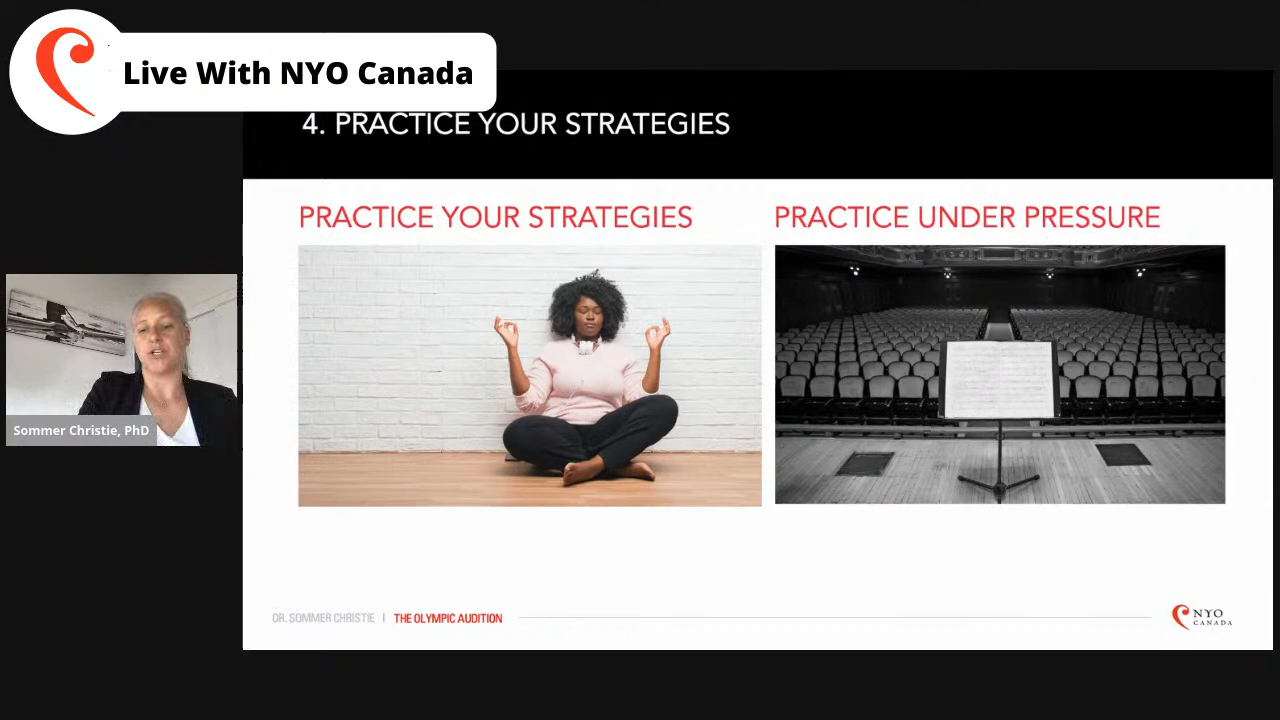 Live With NYO Canada
4. PRACTICE YOUR STRATEGIES
PRACTICE YOUR STRATEGIES
PRACTICE UNDER PRESSURE
Sommer Christie, PhD
DR. SOMMER CHRISTIE | THE OLYMPIC AUDITION
NYO
CANADA